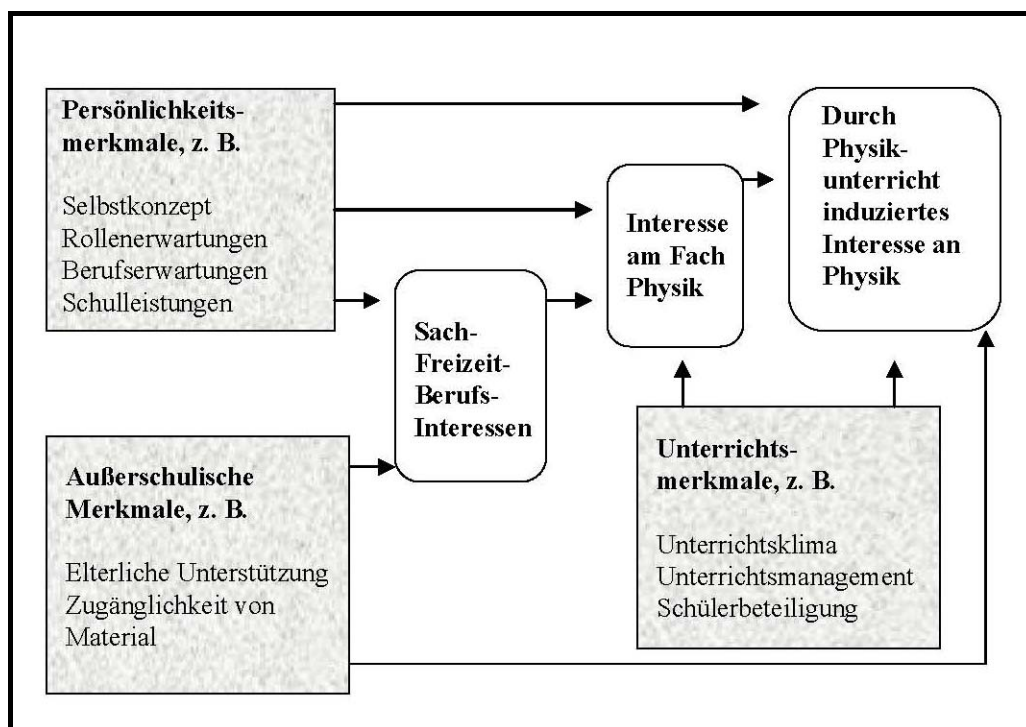 Persönlichkeits-
merkmale, z. B.
Selbstkonzept
Rollenerwartungen
Berufserwartungen
Schulleistungen
Außerschulische
Merkmale, z. B.
Elterliche Unterstützung
Zugänglichkeit von
Material
Sach-
Freizeit-
Berufs-
Interessen
Interesse
am Fach
Physik
Durch
Physik-
unterricht
induziertes
Interesse an
Physik
Unterrichts-
merkmale, z. B.
Unterrichtsklima
Unterrichtsmanagement
Schülerbeteiligung